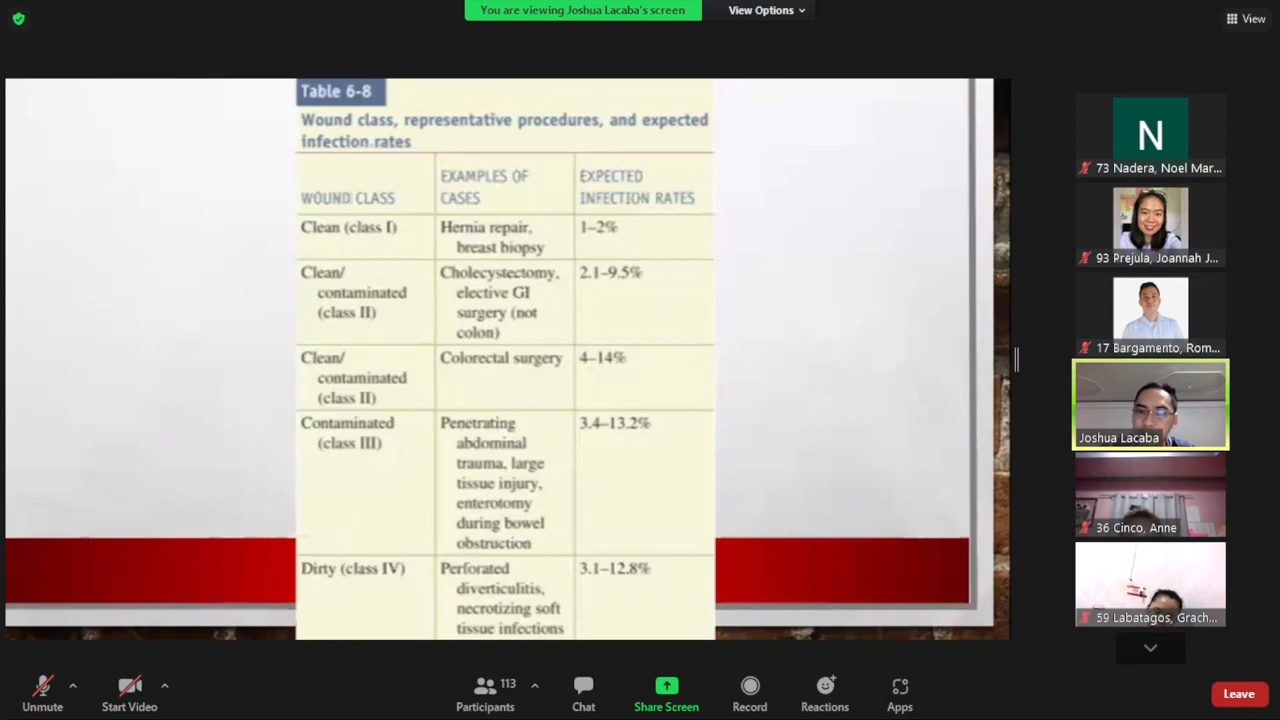 You are viewing Joshua Lacaba's screen
View Options
View
Table 6-8
Wound class, representative procedures, and expected
infection rates
WOUND CLASS
EXAMPLES OF
CASES
EXPECTED
INFECTION RATES
Clean (class I)
Hernia repair,
breast biopsy
1–2%
Clean/
contaminated
(class II)
Cholecystectomy,
elective GI
surgery (not
colon)
2.1–9.5%
Clean/
contaminated
(class II)
Colorectal surgery
4–14%
Contaminated
(class III)
Penetrating
abdominal
trauma, large
tissue injury,
enterotomy
during bowel
obstruction
3.4–13.2%
Dirty (class IV)
Perforated
diverticulitis,
necrotizing soft
tissue infections
3.1–12.8%
N
73 Nadera, Noel Mar...
93 Prejula, Joannah J...
17 Bargamento, Rom...
Joshua Lacaba
36 Cinco, Anne
59 Labatagos, Grach...
Unmute
Start Video
113
Participants
Chat
Share Screen
Record
Reactions
Apps
Leave